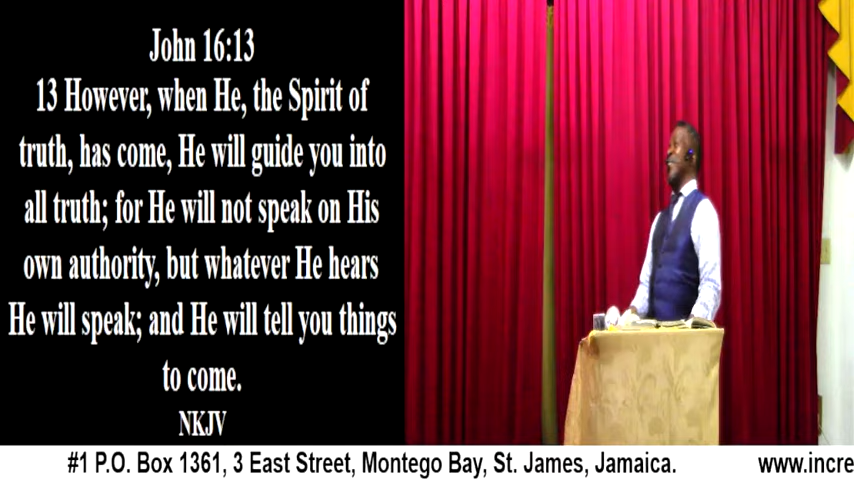 John 16:13
13 However, when He, the Spirit of
truth, has come, He will guide you into
all truth; for He will not speak on His
own authority, but whatever He hears
He will speak; and He will tell you things
to come.
NKJV
#1 P.O. Box 1361, 3 East Street, Montego Bay, St. James, Jamaica. www.incre